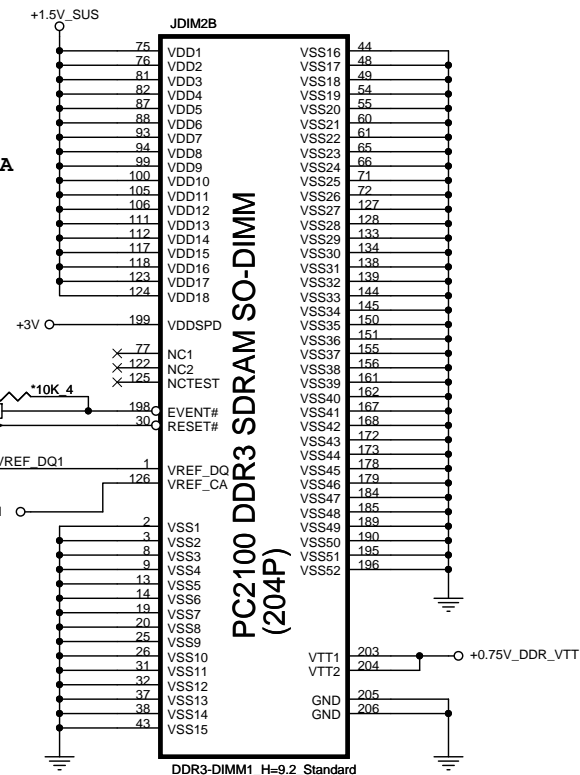 +1.5V_SUS
JDIM2B
75 VDD1
76 VDD2
81 VDD3
82 VDD4
87 VDD5
88 VDD6
93 VDD7
94 VDD8
99 VDD9
100 VDD10
105 VDD11
106 VDD12
111 VDD13
112 VDD14
117 VDD15
118 VDD16
123 VDD17
124 VDD18
A
+3V 199 VDDSPD
77 NC1
122 NC2
125 NCTEST
*10K_4
198 EVENT#
30 RESET#
VREF_DQ1 1 VREF_DQ
126 VREF_CA
2 VSS1
3 VSS2
8 VSS3
9 VSS4
13 VSS5
14 VSS6
19 VSS7
20 VSS8
25 VSS9
26 VSS10
31 VSS11
32 VSS12
37 VSS13
38 VSS14
43 VSS15
PC2100 DDR3 SDRAM SO-DIMM
(204P)
VSS16 44
VSS17 48
VSS18 49
VSS19 54
VSS20 55
VSS21 60
VSS22 61
VSS23 65
VSS24 66
VSS25 71
VSS26 72
VSS27 127
VSS28 128
VSS29 133
VSS30 134
VSS31 138
VSS32 139
VSS33 144
VSS34 145
VSS35 150
VSS36 151
VSS37 155
VSS38 156
VSS39 161
VSS40 162
VSS41 167
VSS42 168
VSS43 172
VSS44 173
VSS45 178
VSS46 179
VSS47 184
VSS48 185
VSS49 189
VSS50 190
VSS51 195
VSS52 196
VTT1 203
VTT2 204
+0.75V_DDR_VTT
GND 205
GND 206
DDR3-DIMM1_H=9.2_Standard